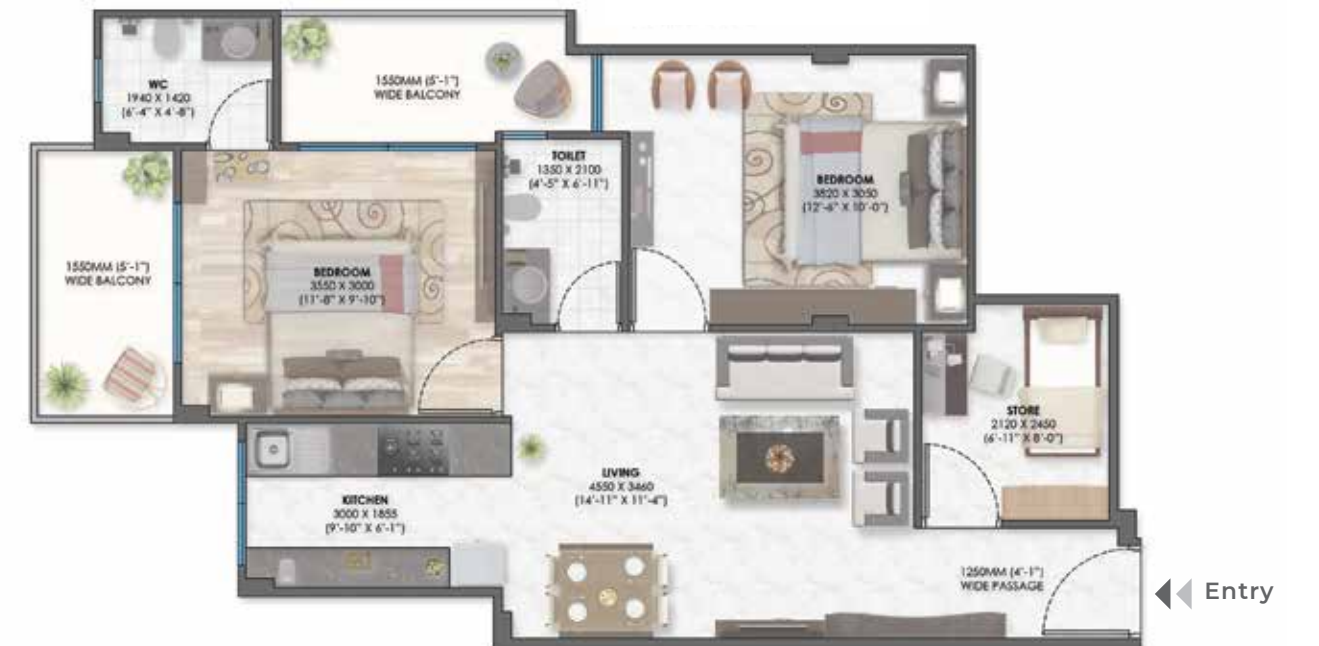 WC
1940 X 1420
(6'-4" X 4'-8")
1550MM (5'-1")
WIDE BALCONY
TOILET
1350 X 2100
(4'-5" X 6'-11")
BEDROOM
3820 X 3050
(12'-6" X 10'-0")
1550MM (5'-1")
WIDE BALCONY
BEDROOM
3550 X 3000
(11'-8" X 9'-10")
STORE
2120 X 2450
(6'-11" X 8'-0")
LIVING
4550 X 3460
(14'-11" X 11'-4")
KITCHEN
3000 X 1855
(9'-10" X 6'-1")
1250MM (4'-1")
WIDE PASSAGE
Entry